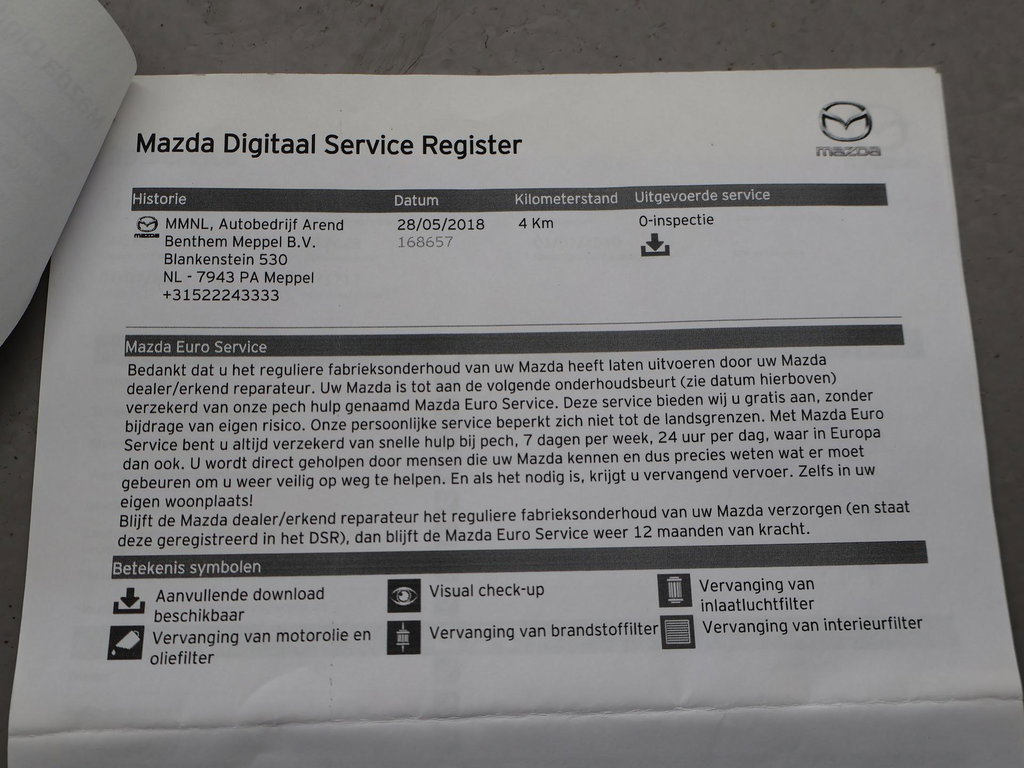 Mazda Digitaal Service Register
mazda
Historie Datum Kilometerstand Uitgevoerde service
MMNL, Autobedrijf Arend 28/05/2018 4 Km 0-inspectie
Benthem Meppel B.V. 168657
Blankenstein 530
NL - 7943 PA Meppel
+31522243333
Mazda Euro Service
Bedankt dat u het reguliere fabrieksonderhoud van uw Mazda heeft laten uitvoeren door uw Mazda
dealer/erkend reparateur. Uw Mazda is tot aan de volgende onderhoudsbeurt (zie datum hierboven)
verzekerd van onze pech hulp genaamd Mazda Euro Service. Deze service bieden wij u gratis aan, zonder
bijdrage van eigen risico. Onze persoonlijke service beperkt zich niet tot de landsgrenzen. Met Mazda Euro
Service bent u altijd verzekerd van snelle hulp bij pech, 7 dagen per week, 24 uur per dag, waar in Europa
dan ook. U wordt direct geholpen door mensen die uw Mazda kennen en dus precies weten wat er moet
gebeuren om u weer veilig op weg te helpen. En als het nodig is, krijgt u vervangend vervoer. Zelfs in uw
eigen woonplaats!
Blijft de Mazda dealer/erkend reparateur het reguliere fabrieksonderhoud van uw Mazda verzorgen (en staat
deze geregistreerd in het DSR), dan blijft de Mazda Euro Service weer 12 maanden van kracht.
Betekenis symbolen
Aanvullende download
beschikbaar
Visual check-up
Vervanging van
inlaatluchtfilter
Vervanging van motorolie en
oliefilter
Vervanging van brandstoffilter
Vervanging van interieurfilter